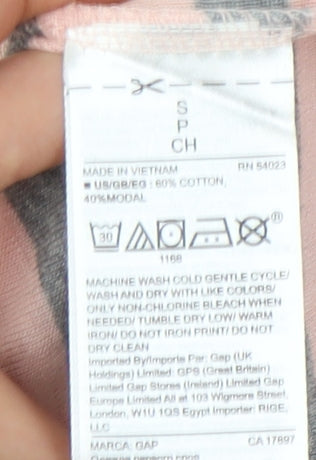 S
P
CH
MADE IN VIETNAM RN 54023
■ US/GB/EG : 60% COTTON,
40%MODAL
30
®
1168
MACHINE WASH COLD GENTLE CYCLE/
WASH AND DRY WITH LIKE COLORS/
ONLY NON-CHLORINE BLEACH WHEN
NEEDED/ TUMBLE DRY LOW/ WARM
IRON/ DO NOT IRON PRINT/ DO NOT
DRY CLEAN
Imported By/Importe Par: Gap (UK
Holdings) Limited: GPS (Great Britain)
Limited Gap Stores (Ireland) Limited Gap
Europe Limited All at 103 Wigmore Street,
London, W1U 1QS Egypt Importer: RIGE,
LLC
MARCA: GAP CA 17897